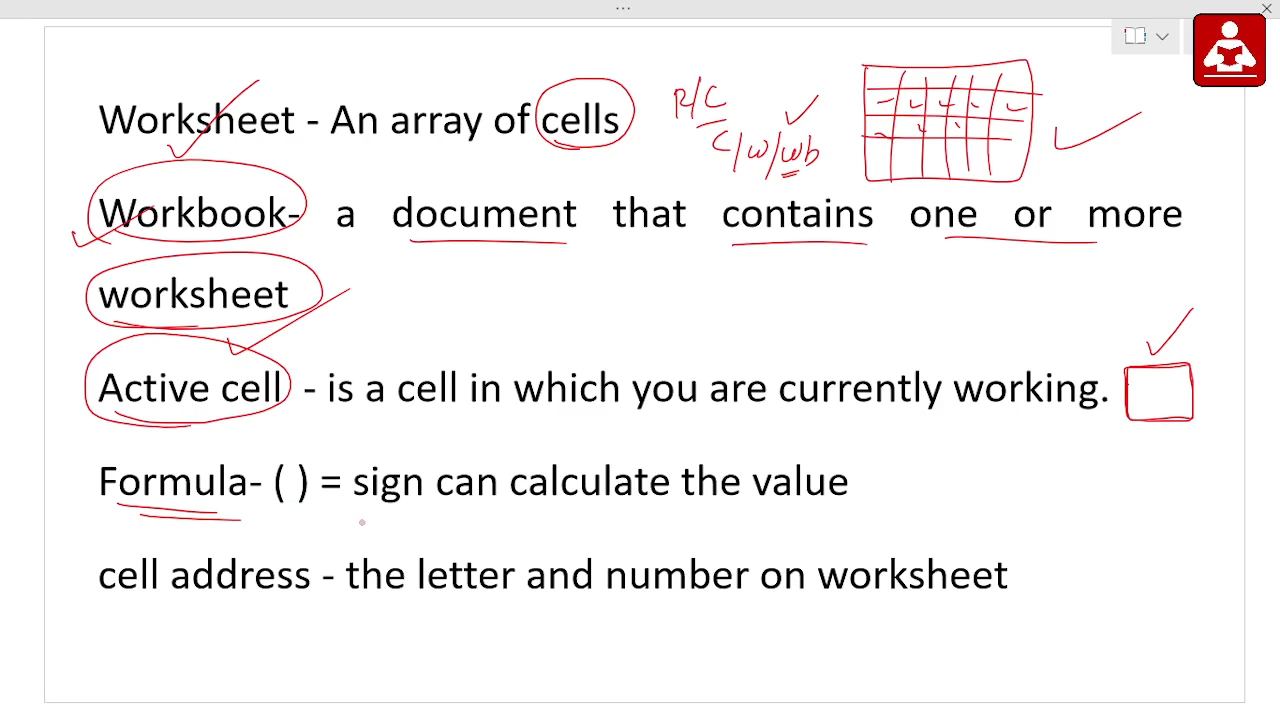 Worksheet - An array of cells
R/C
C/w/wb
Workbook- a document that contains one or more
worksheet
Active cell - is a cell in which you are currently working.
Formula- ( ) = sign can calculate the value
cell address - the letter and number on worksheet